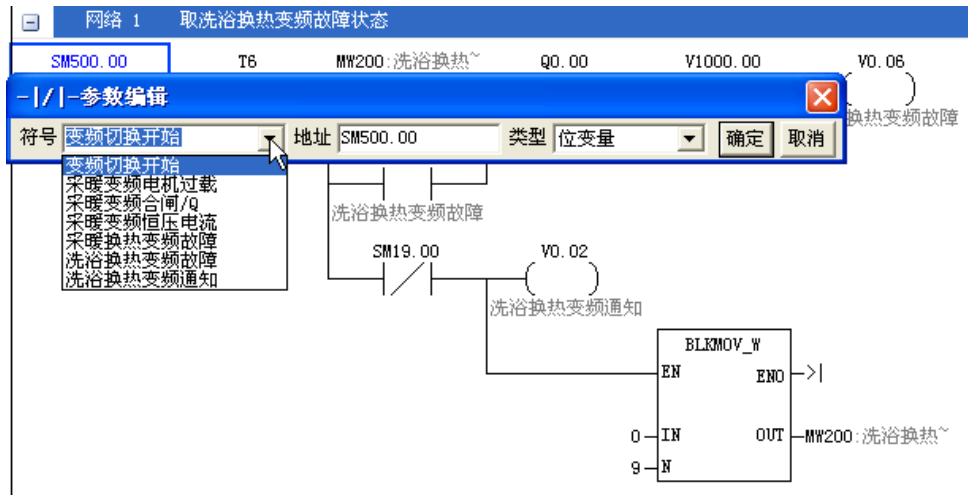 网络 1 取洗浴换热变频故障状态
SM500.00 T6 MW200:洗浴换热~ Q0.00 V1000.00 V0.06
-|/|-参数编辑
换热变频故障
符号 变频切换开始 地址 SM500.00 类型 位变量 确定 取消
变频切换开始
采暖变频电机过载
采暖变频合闸/Q
采暖变频恒压电流
采暖换热变频故障
洗浴换热变频故障
洗浴换热变频通知
洗浴换热变频故障
SM19.00 V0.02
洗浴换热变频通知
BLKMOV_W
EN ENO
0 IN OUT MW200:洗浴换热~
9 N